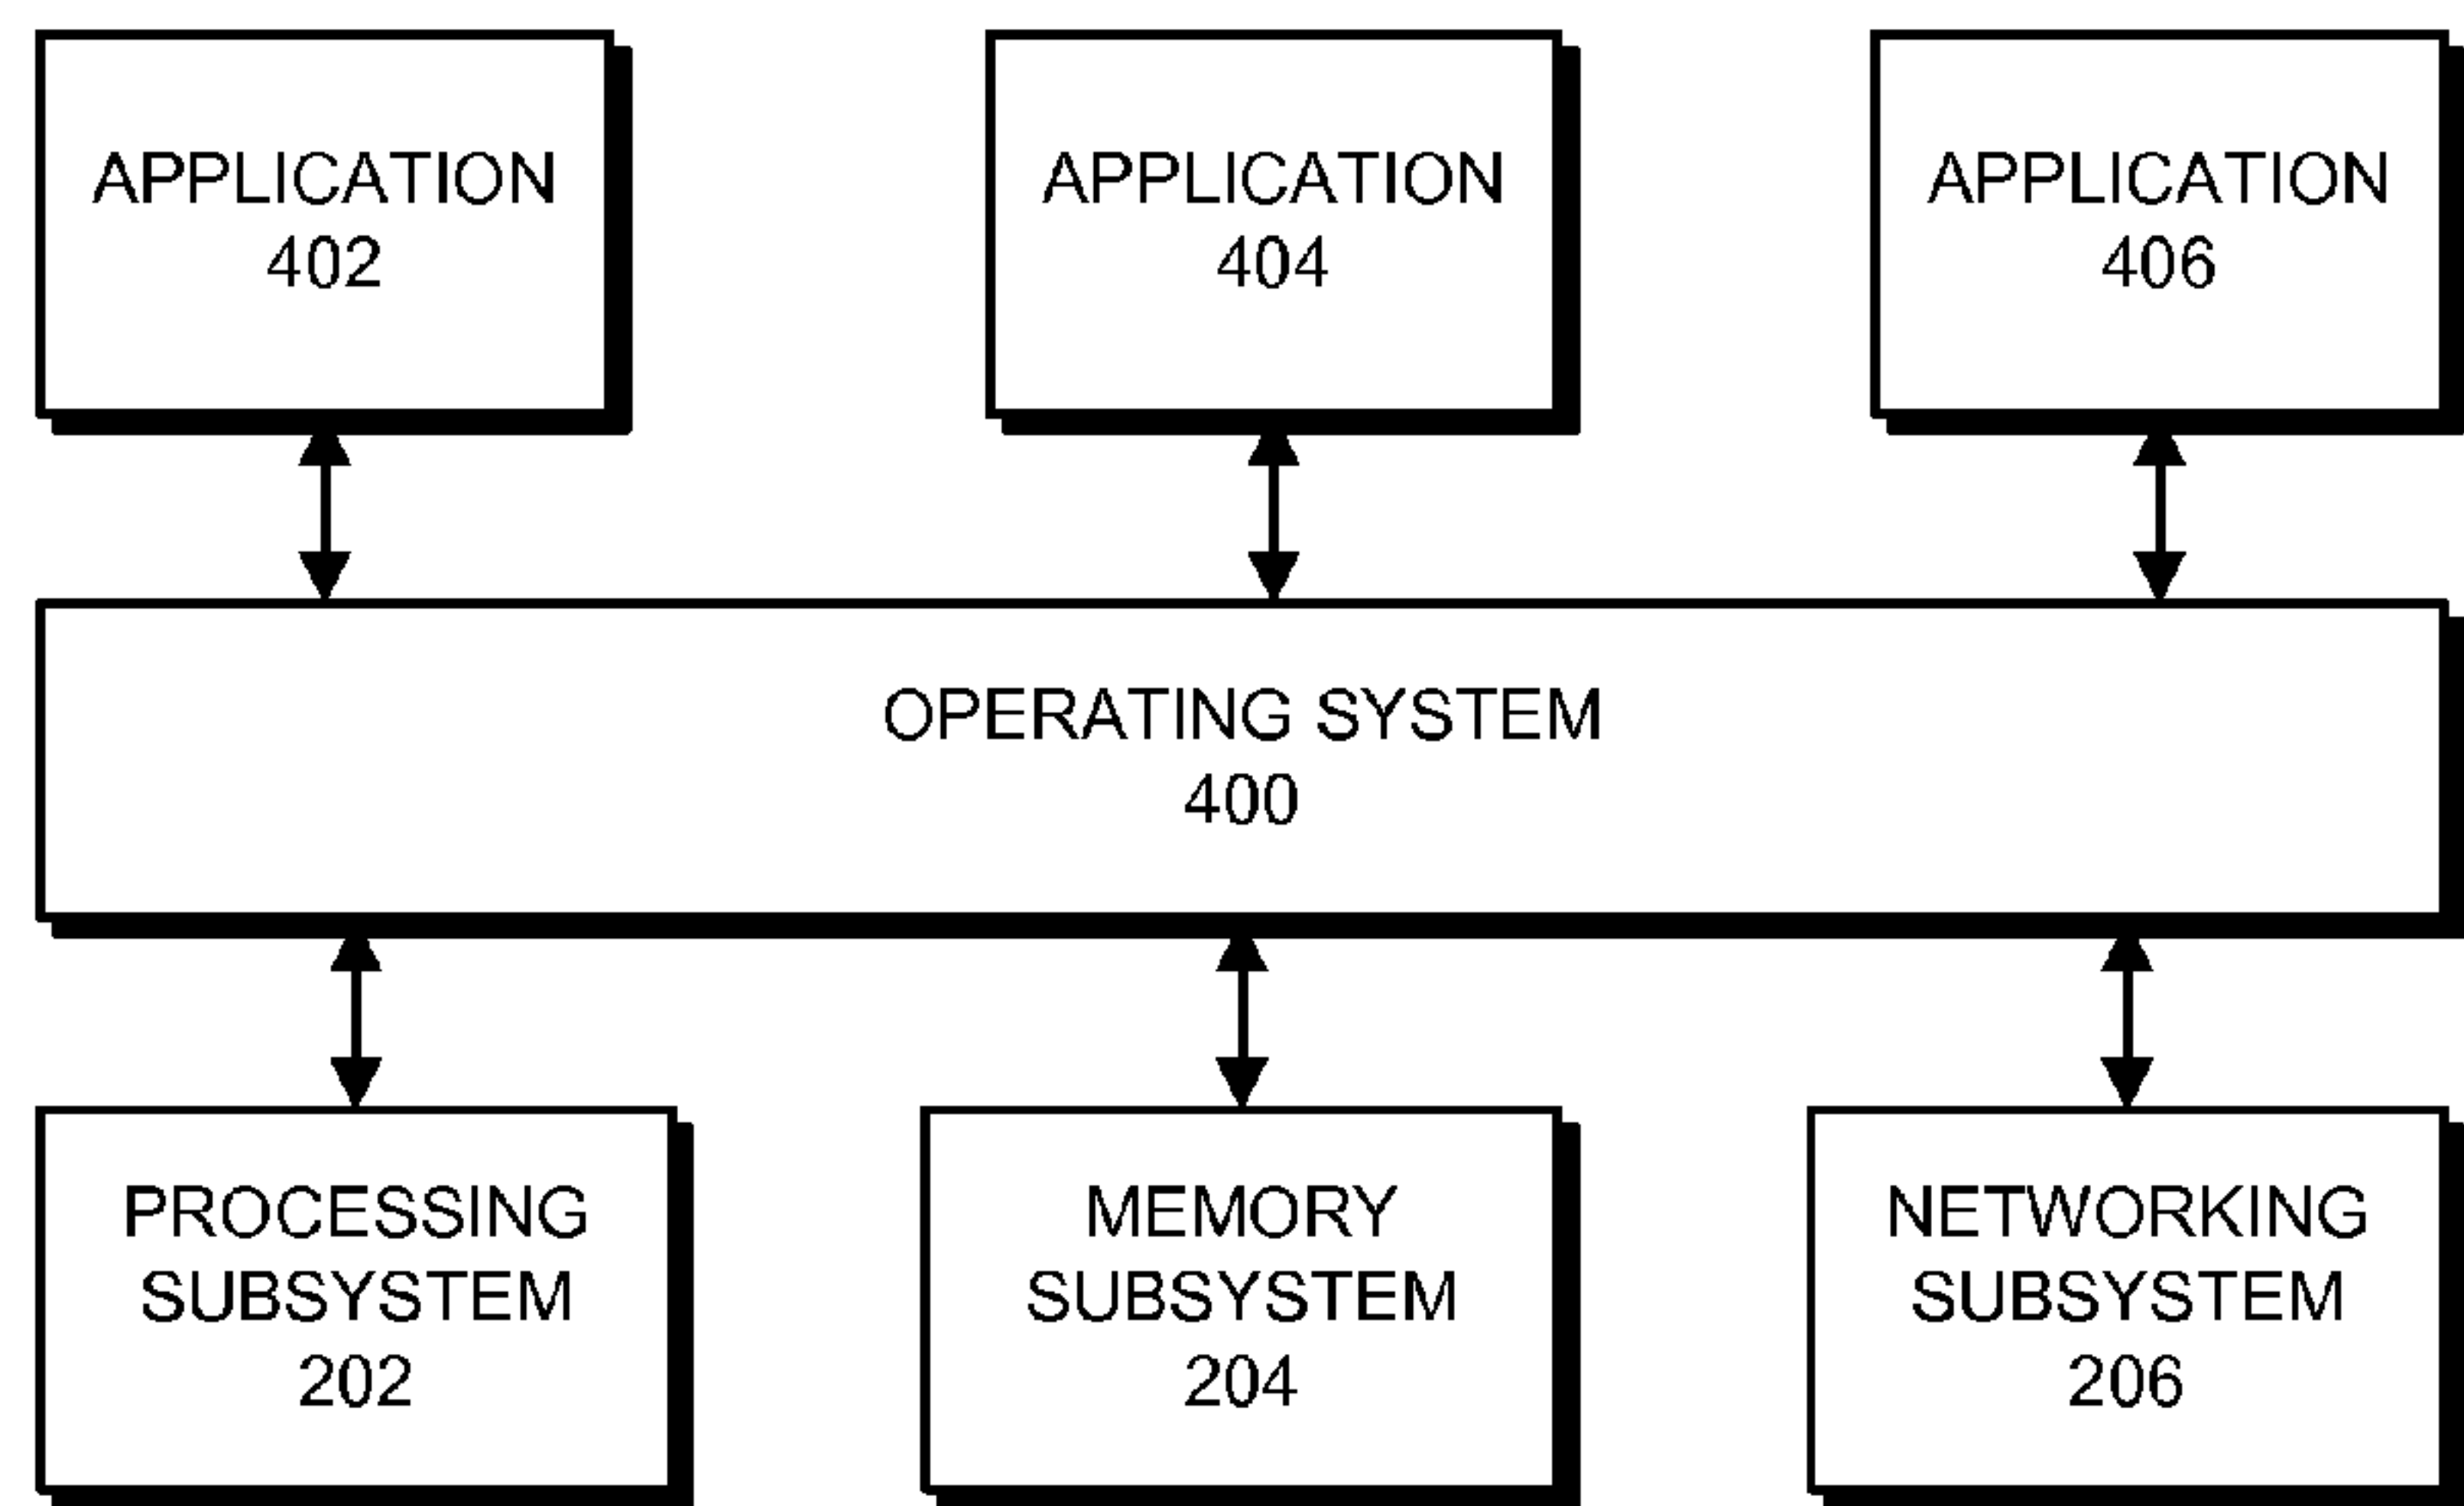 APPLICATION
402
APPLICATION
404
APPLICATION
406
OPERATING SYSTEM
400
PROCESSING
SUBSYSTEM
202
MEMORY
SUBSYSTEM
204
NETWORKING
SUBSYSTEM
206